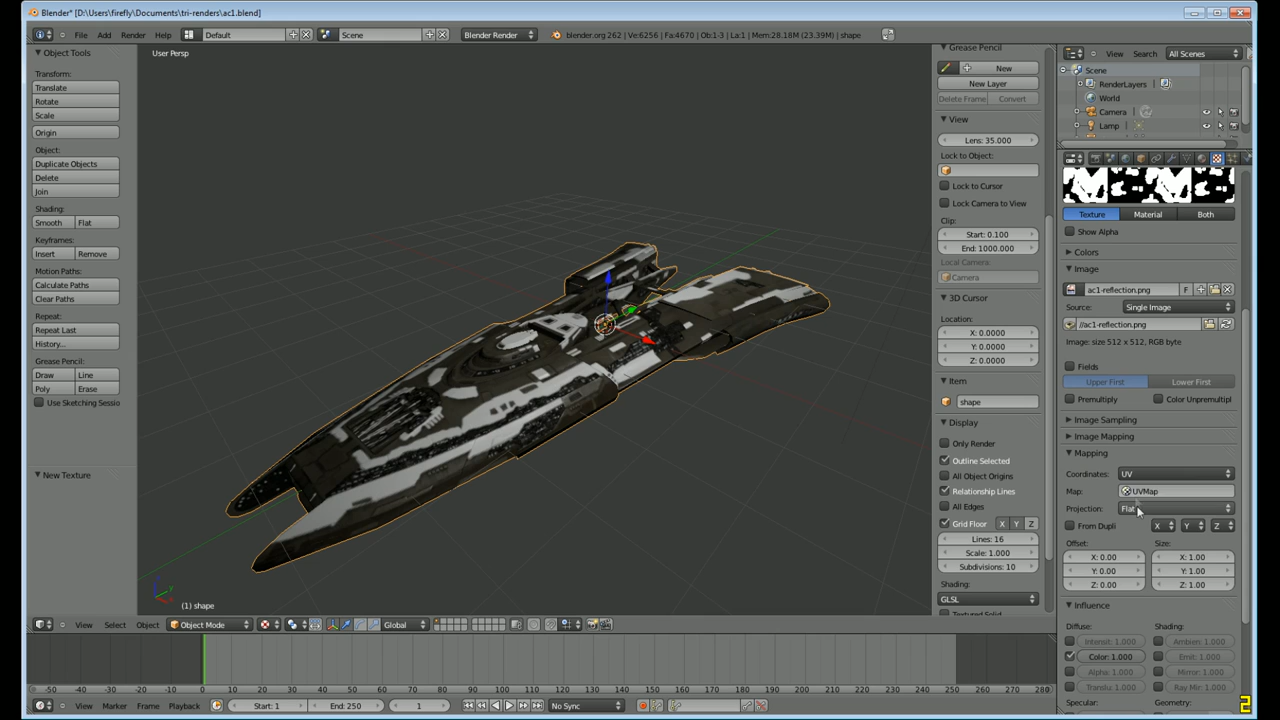 Blender* [D:\Users\firefly\Documents\tri-renders\ac1.blend]
File Add Render Help Default Scene Blender Render blender.org 262 | Ve:6256 | Fa:4670 | Ob:1-3 | La:1 | Mem:28.18M (23.39M) | shape
Object Tools
Transform:
Translate
Rotate
Scale
Origin
Object:
Duplicate Objects
Delete
Join
Shading:
Smooth Flat
Keyframes:
Insert Remove
Motion Paths:
Calculate Paths
Clear Paths
Repeat:
Repeat Last
History...
Grease Pencil:
Draw Line
Poly Erase
Use Sketching Sessio
New Texture
User Persp
(1) shape
Grease Pencil
New
New Layer
Delete Frame Convert
View
Lens: 35.000
Lock to Object:
Lock to Cursor
Lock Camera to View
Clip:
Start: 0.100
End: 1000.000
Local Camera:
Camera
3D Cursor
Location:
X: 0.0000
Y: 0.0000
Z: 0.0000
Item
shape
Display
Only Render
Outline Selected
All Object Origins
Relationship Lines
All Edges
Grid Floor X Y Z
Lines: 16
Scale: 1.000
Subdivisions: 10
Shading:
GLSL
Textured Solid
View Search All Scenes
Scene
RenderLayers
World
Camera
Lamp
Texture Material Both
Show Alpha
Colors
Image
ac1-reflection.png F
Source: Single Image
//ac1-reflection.png
Image: size 512 x 512, RGB byte
Fields
Upper First Lower First
Premultiply Color Unpremultipl
Image Sampling
Image Mapping
Mapping
Coordinates: UV
Map: UVMap
Projection: Flat
From Dupli X Y Z
Offset: Size:
X: 0.00 X: 1.00
Y: 0.00 Y: 1.00
Z: 0.00 Z: 1.00
Influence
Diffuse: Shading:
Intensit: 1.000 Ambien: 1.000
Color: 1.000 Emit: 1.000
Alpha: 1.000 Mirror: 1.000
Translu: 1.000 Ray Mir: 1.000
Specular: Geometry:
View Select Object Object Mode Global
-50 -40 -30 -20 -10 0 10 20 30 40 50 60 70 80 90 100 110 120 130 140 150 160 170 180 190 200 210 220 230 240 250 260 270 280
View Marker Frame Playback Start: 1 End: 250 1 No Sync
2